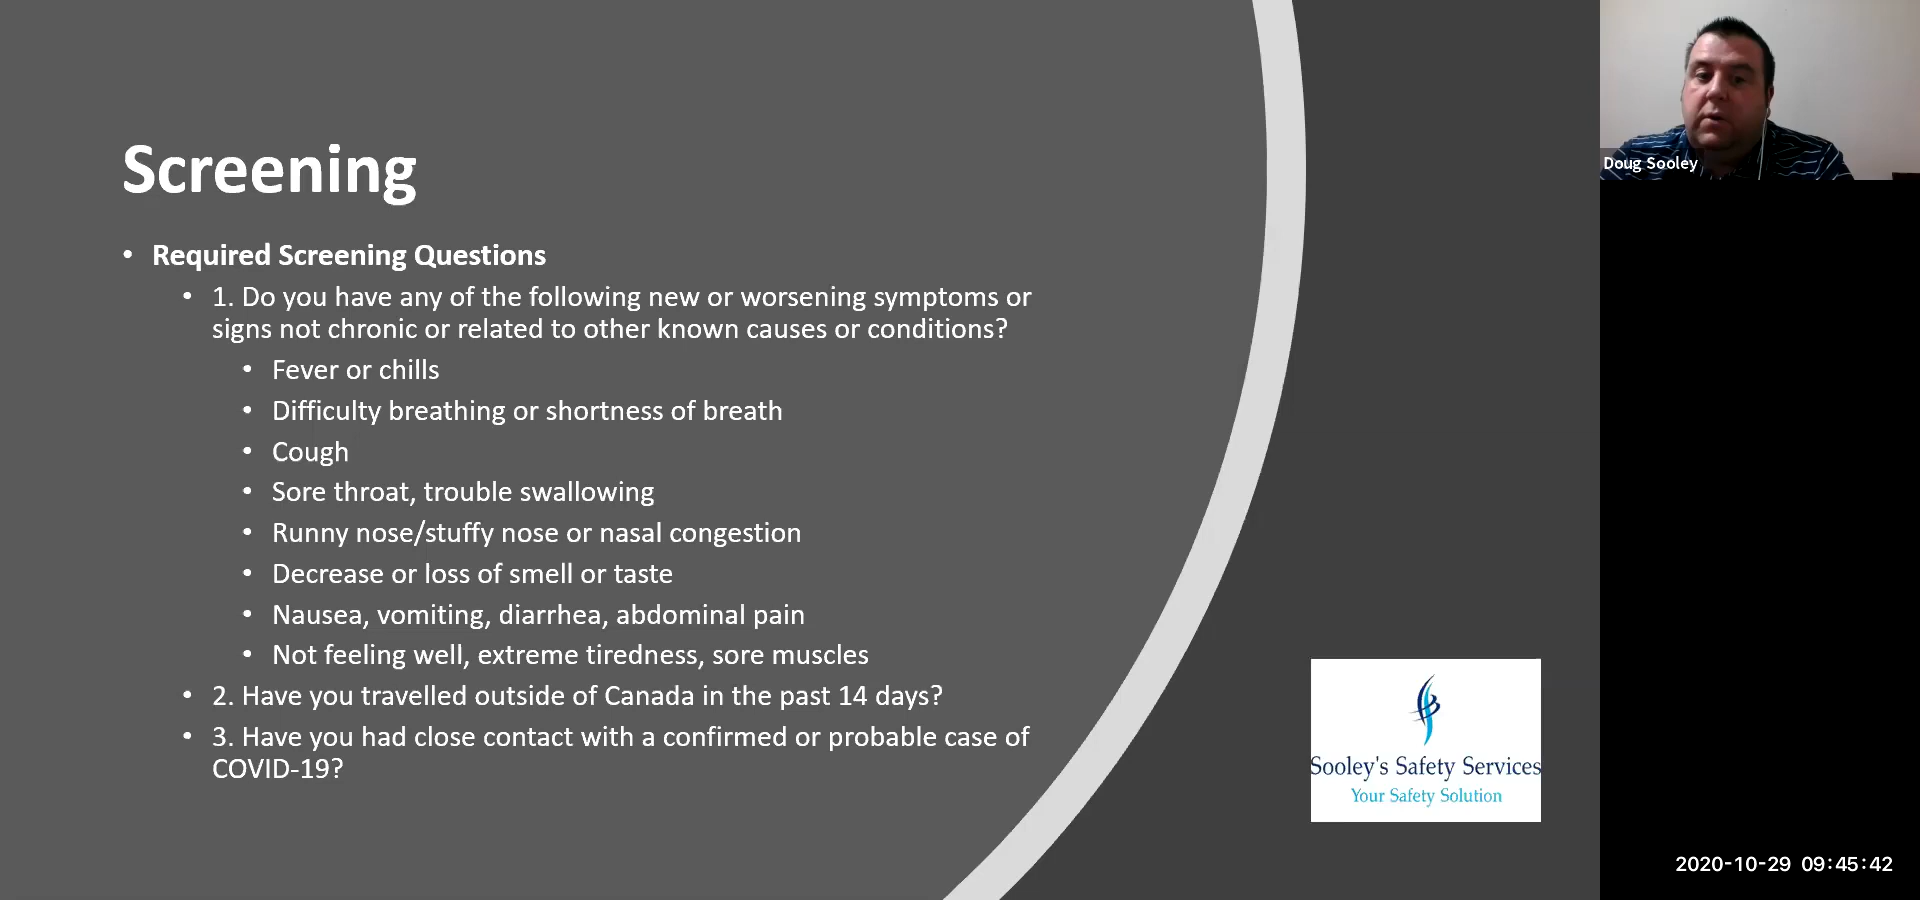 Screening
• Required Screening Questions
• 1. Do you have any of the following new or worsening symptoms or
signs not chronic or related to other known causes or conditions?
• Fever or chills
• Difficulty breathing or shortness of breath
• Cough
• Sore throat, trouble swallowing
• Runny nose/stuffy nose or nasal congestion
• Decrease or loss of smell or taste
• Nausea, vomiting, diarrhea, abdominal pain
• Not feeling well, extreme tiredness, sore muscles
• 2. Have you travelled outside of Canada in the past 14 days?
• 3. Have you had close contact with a confirmed or probable case of
COVID-19?
Sooley's Safety Services
Your Safety Solution
Doug Sooley
2020-10-29 09:45:42